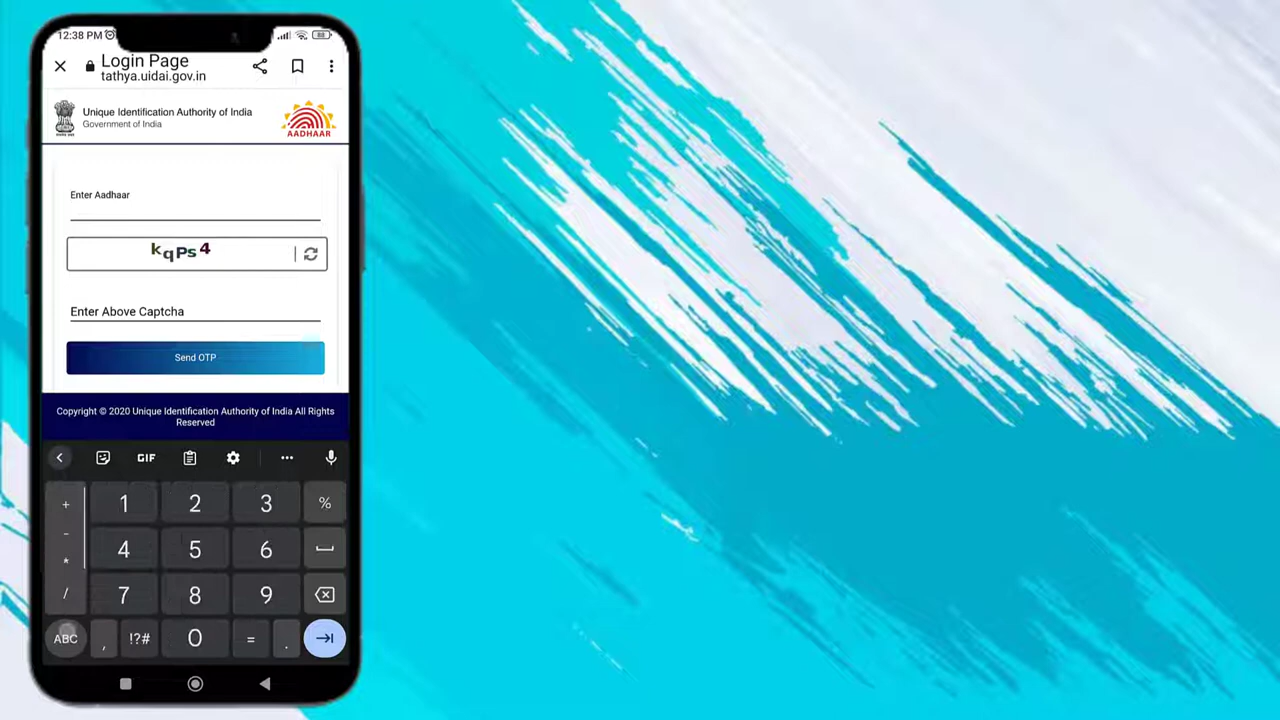 12:38 PM
Login Page
tathya.uidai.gov.in
Unique Identification Authority of India
Government of India
AADHAAR
Enter Aadhaar
kqPs4
Enter Above Captcha
Send OTP
Copyright © 2020 Unique Identification Authority of India All Rights
Reserved
GIF
+ 1 2 3 %
- 4 5 6
*
/ 7 8 9
ABC , !?# 0 = .